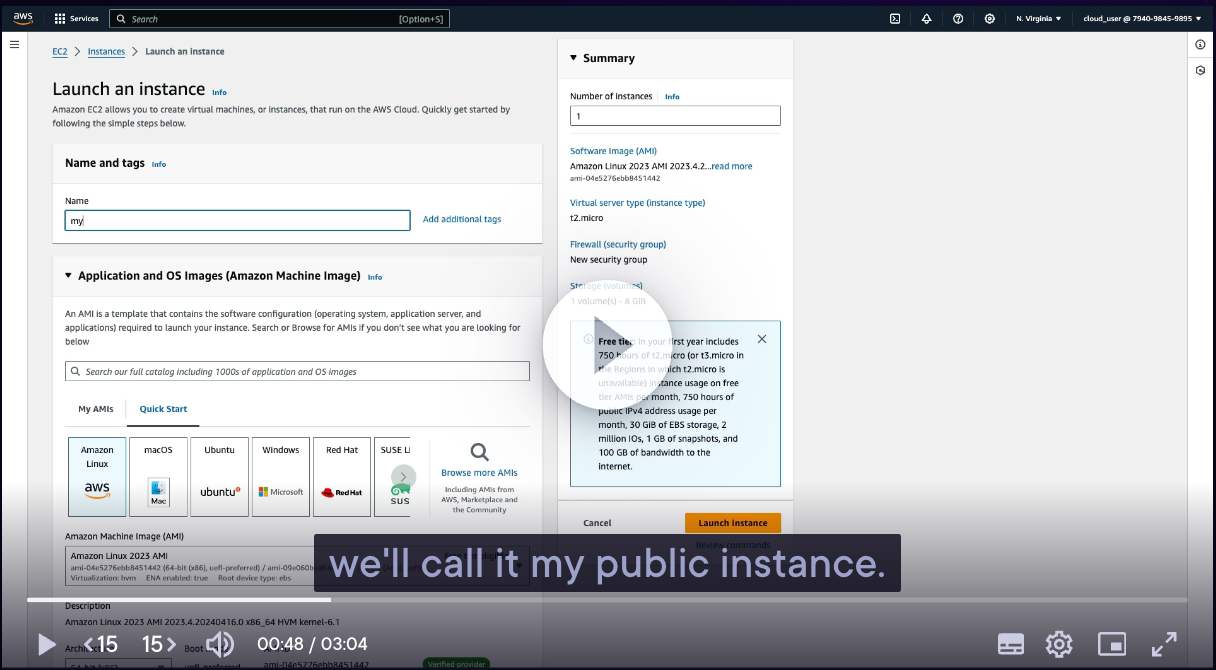 aws Services Search [Option+S] N. Virginia cloud_user @ 7940-9845-9895
EC2 Instances Launch an instance
Launch an instance Info
Amazon EC2 allows you to create virtual machines, or instances, that run on the AWS Cloud. Quickly get started by
following the simple steps below.
Name and tags Info
Name
my
Add additional tags
Application and OS Images (Amazon Machine Image) Info
An AMI is a template that contains the software configuration (operating system, application server, and
applications) required to launch your instance. Search or Browse for AMIs if you don't see what you are looking for
below
Search our full catalog including 1000s of application and OS images
My AMIs Quick Start
Amazon
Linux
aws
macOS
Mac
Ubuntu
ubuntu
Windows
Microsoft
Red Hat
Red Hat
SUSE Li
SUS
Browse more AMIs
Including AMIs from
AWS, Marketplace and
the Community
Amazon Machine Image (AMI)
Amazon Linux 2023 AMI
ami-04e5276ebb8451442 (64-bit (x86), uefi-preferred) / ami-09e060b
Virtualization: hvm ENA enabled: true Root device type: ebs
Description
Amazon Linux 2023 AMI 2023.4.20240416.0 x86_64 HVM kernel-6.1
Boot
AMI ID
64-bit (x86)
uefi-preferred
ami-04e5276ebb8451442
Verified provider
Summary
Number of instances Info
1
Software Image (AMI)
Amazon Linux 2023 AMI 2023.4.2...read more
ami-04e5276ebb8451442
Virtual server type (instance type)
t2.micro
Firewall (security group)
New security group
Storage (volumes)
1 volume(s) - 8 GiB
Free tier: In your first year includes
750 hours of t2.micro (or t3.micro in
the Regions in which t2.micro is
unavailable) instance usage on free
tier AMIs per month, 750 hours of
public IPv4 address usage per
month, 30 GiB of EBS storage, 2
million IOs, 1 GB of snapshots, and
100 GB of bandwidth to the
internet.
Cancel
Launch instance
Review commands
we'll call it my public instance.
15 15 00:48 / 03:04